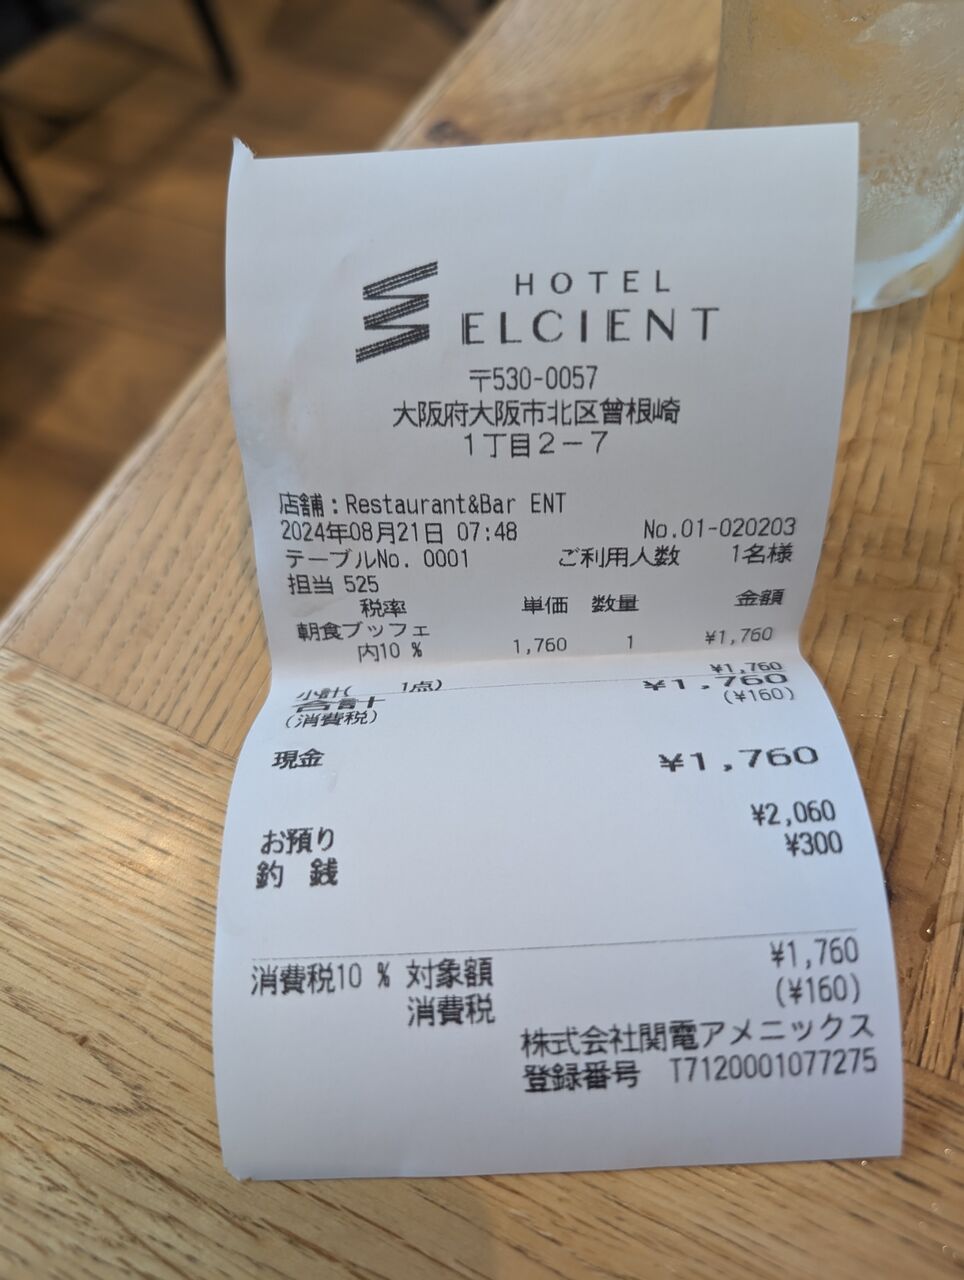 HOTEL
ELCIENT
〒530-0057
大阪府大阪市北区曾根崎
1丁目2-7
店舗：Restaurant&Bar ENT
2024年08月21日 07:48 No.01-020203
テーブルNo. 0001 ご利用人数 1名様
担当 525
税率 単価 数量 金額
朝食ブッフェ
内10 % 1,760 1 ¥1,760
小計( 1点) ¥1,760
合計 ¥1,760
(消費税) (¥160)
現金 ¥1,760
お預り ¥2,060
釣 銭 ¥300
消費税10 % 対象額 ¥1,760
消費税 (¥160)
株式会社関電アメニックス
登録番号 T7120001077275